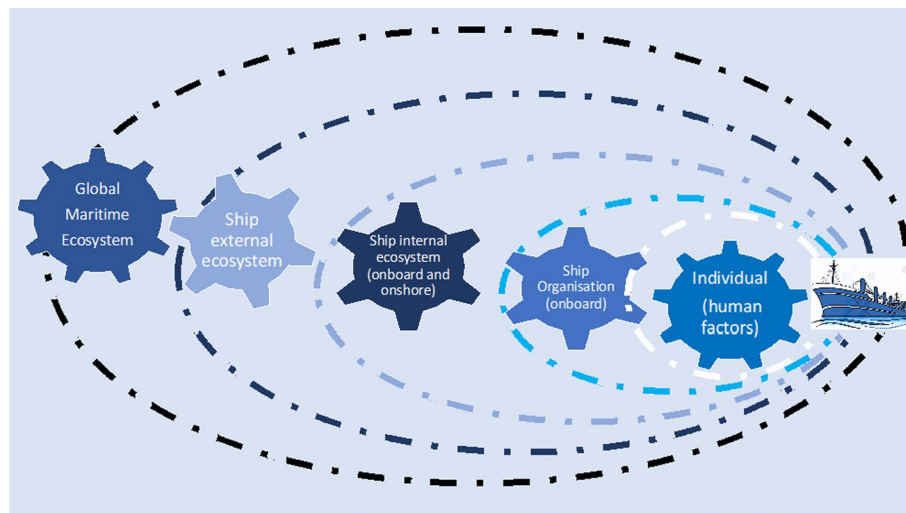 Global
Maritime
Ecosystem
Ship
external
ecosystem
Ship internal
ecosystem
(onboard and
onshore)
Ship
Organisation
(onboard)
Individual
(human
factors)